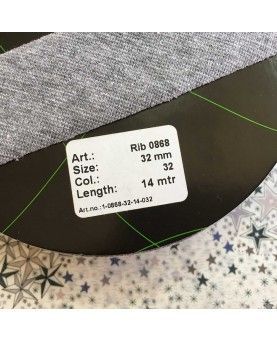 Art.: Rib 0868
Size: 32 mm
Col.: 32
Length: 14 mtr
Art.no.:1-0868-32-14-032